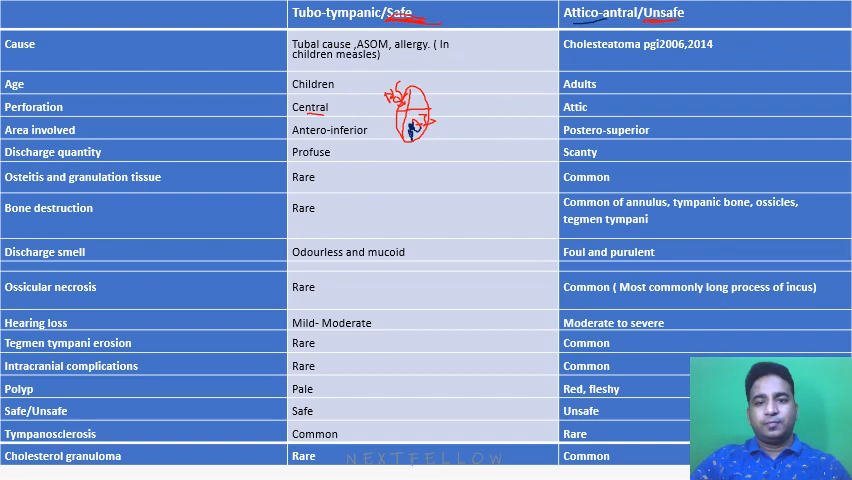 Tubo-tympanic/Safe
Attico-antral/Unsafe
Cause
Tubal cause ,ASOM, allergy. ( In
children measles)
Cholesteatoma pgi2006,2014
Age
Children
Adults
Perforation
Central
Attic
Area involved
Antero-inferior
Postero-superior
Discharge quantity
Profuse
Scanty
Osteitis and granulation tissue
Rare
Common
Bone destruction
Rare
Common of annulus, tympanic bone, ossicles,
tegmen tympani
Discharge smell
Odourless and mucoid
Foul and purulent
Ossicular necrosis
Rare
Common ( Most commonly long process of incus)
Hearing loss
Mild- Moderate
Moderate to severe
Tegmen tympani erosion
Rare
Common
Intracranial complications
Rare
Common
Polyp
Pale
Red, fleshy
Safe/Unsafe
Safe
Unsafe
Tympanosclerosis
Common
Rare
Cholesterol granuloma
Rare
Common
NEXTFELLOW